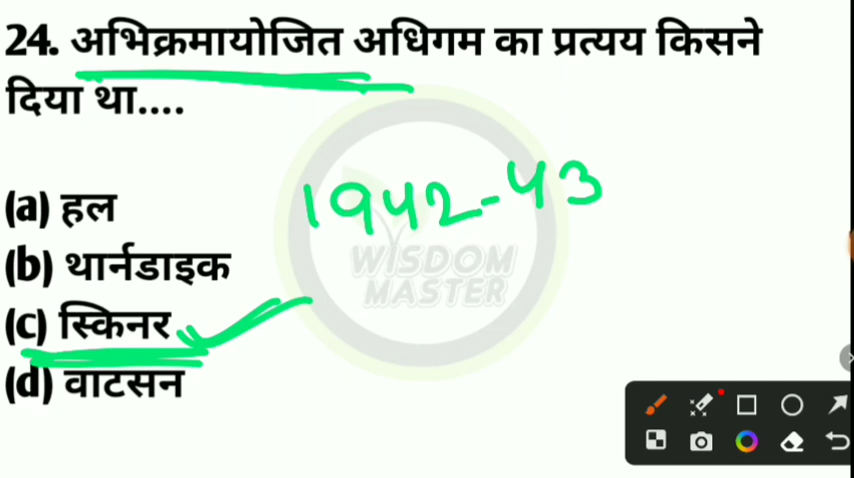 24. अभिक्रमायोजित अधिगम का प्रत्यय किसने
दिया था....
1942-43
(a) हल
(b) थार्नडाइक
(c) स्किनर
(d) वाटसन
WISDOM
MASTER